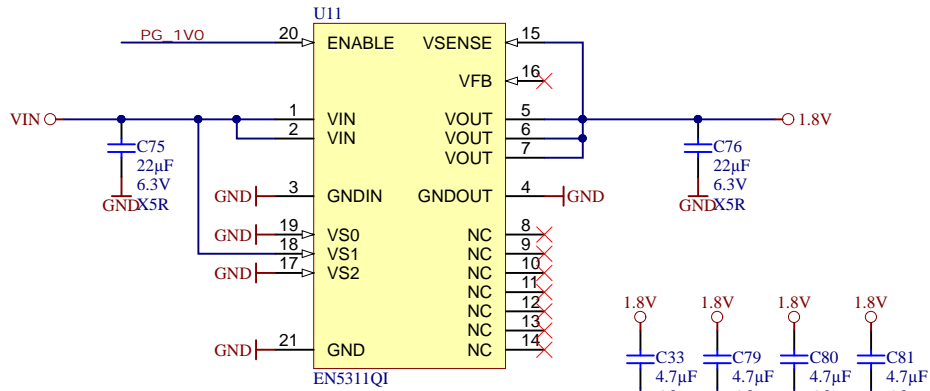 U11
PG_1V0
20
ENABLE
VSENSE
15
VFB
16
VIN
1
VIN
VOUT
5
1.8V
2
VIN
VOUT
6
VOUT
7
C75
22µF
6.3V
X5R
GND
C76
22µF
6.3V
X5R
GND
GND
3
GNDIN
GNDOUT
4
GND
GND
19
VS0
NC
8
18
VS1
NC
9
GND
17
VS2
NC
10
NC
11
NC
12
NC
13
GND
21
GND
NC
14
EN5311QI
1.8V
1.8V
1.8V
1.8V
C33
4.7µF
C79
4.7µF
C80
4.7µF
C81
4.7µF